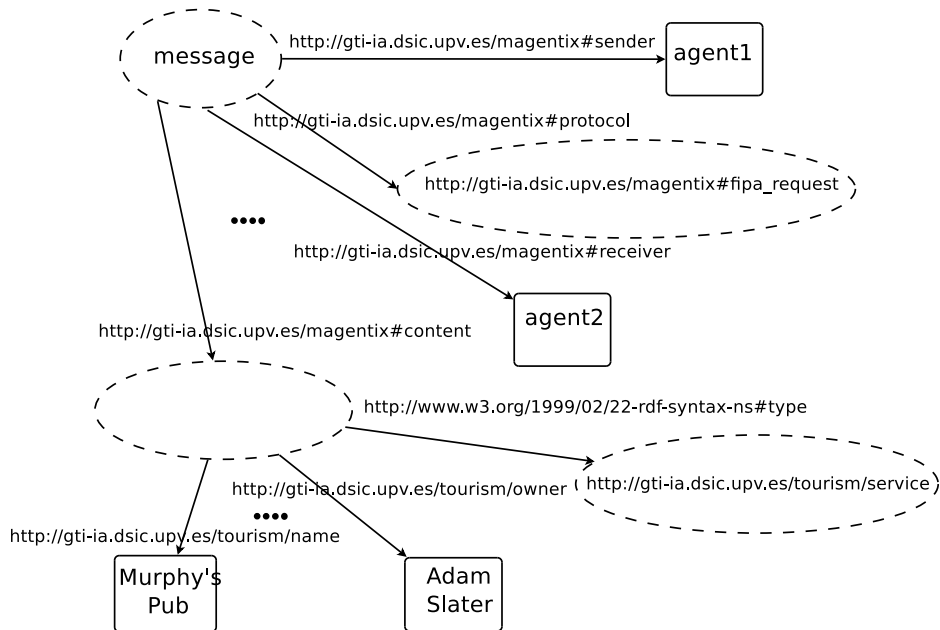 http://gti-ia.dsic.upv.es/magentix#sender
message
agent1
http://gti-ia.dsic.upv.es/magentix#protocol
http://gti-ia.dsic.upv.es/magentix#fipa_request
....
http://gti-ia.dsic.upv.es/magentix#receiver
agent2
http://gti-ia.dsic.upv.es/magentix#content
http://www.w3.org/1999/02/22-rdf-syntax-ns#type
http://gti-ia.dsic.upv.es/tourism/service
http://gti-ia.dsic.upv.es/tourism/owner
....
http://gti-ia.dsic.upv.es/tourism/name
Murphy's
Pub
Adam
Slater